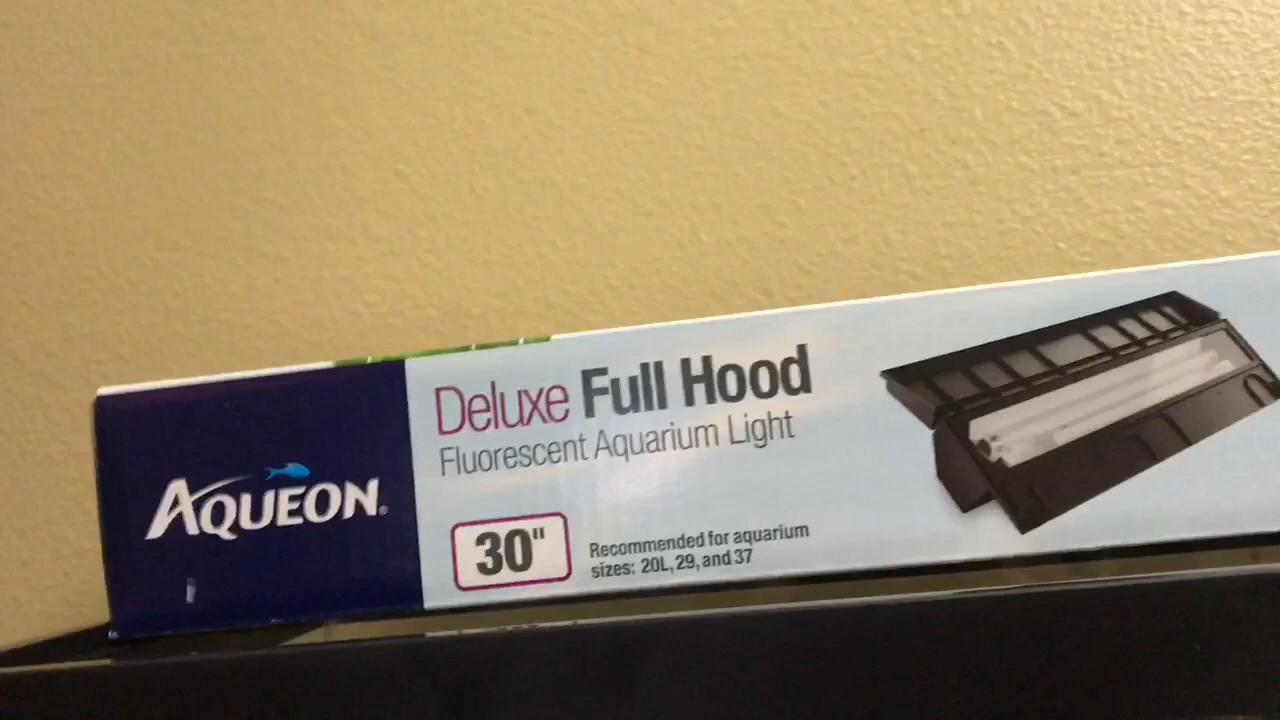 AQUEON®
Deluxe Full Hood
Fluorescent Aquarium Light
30"
Recommended for aquarium
sizes: 20L, 29, and 37